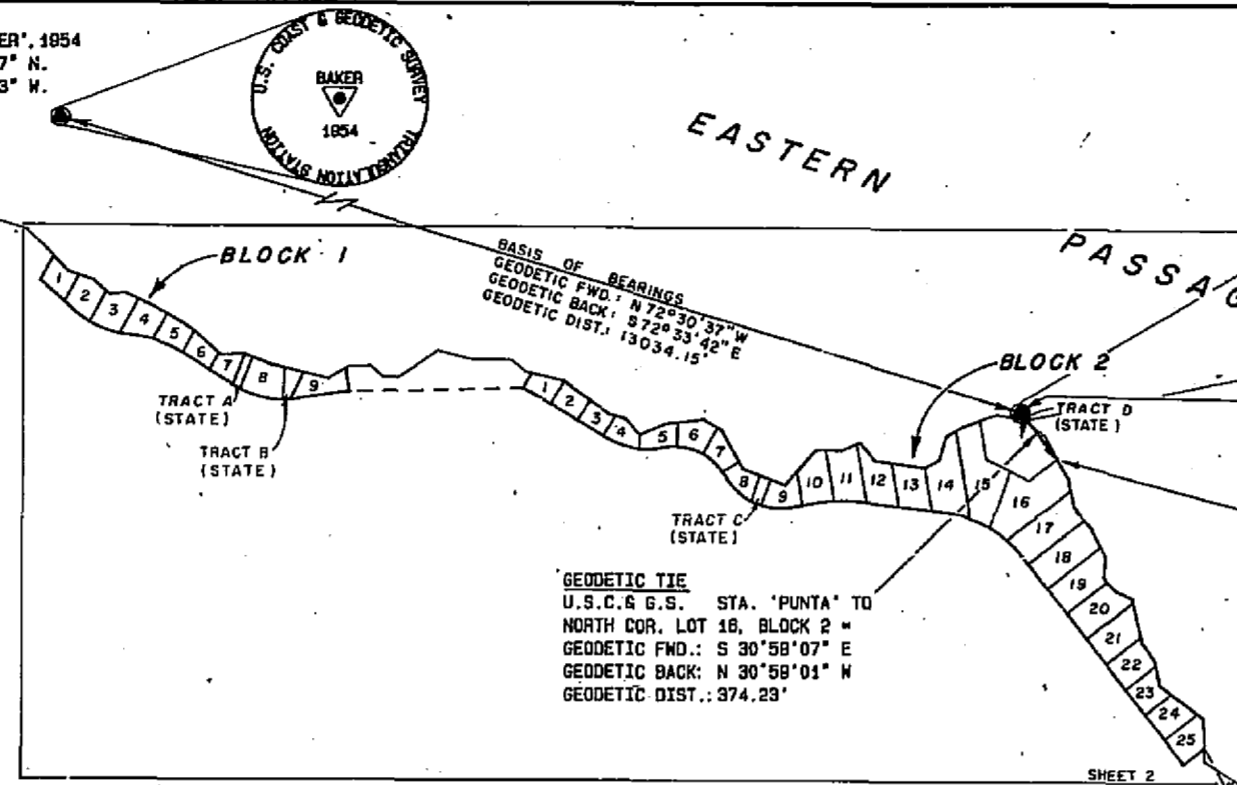 ER', 1954
7" N.
3" W.
U.S. COAST & GEODETIC SURVEY
BAKER
1954
TRIANGULATION STATION
EASTERN
PASSAG
BLOCK 1
BASIS OF BEARINGS
GEODETIC FWD.: N 72°30'37" W
GEODETIC BACK: S 72°33'42" E
GEODETIC DIST.: 13034.15'
BLOCK 2
1
2
3
4
5
6
7
8
9
TRACT A
(STATE)
TRACT B
(STATE)
1
2
3
4
5
6
7
8
9
10
11
12
13
14
15
16
17
18
19
20
21
22
23
24
25
TRACT C
(STATE)
TRACT D
(STATE)
GEODETIC TIE
U.S.C.& G.S. STA. 'PUNTA' TO
NORTH COR. LOT 16, BLOCK 2
GEODETIC FWD.: S 30°58'07" E
GEODETIC BACK: N 30°58'01" W
GEODETIC DIST.: 374.23'
SHEET 2